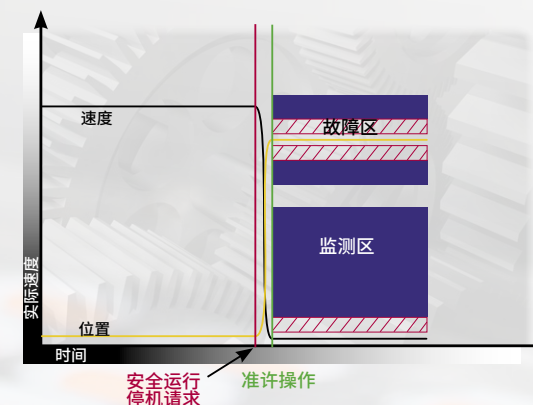 速度
故障区
监测区
实际速度
位置
时间
安全运行
停机请求
准许操作